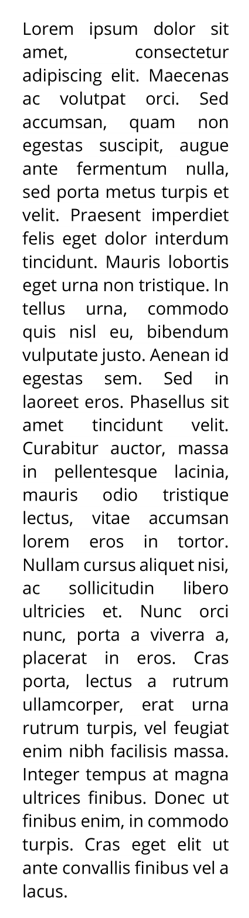 Lorem ipsum dolor sit
amet, consectetur
adipiscing elit. Maecenas
ac volutpat orci. Sed
accumsan, quam non
egestas suscipit, augue
ante fermentum nulla,
sed porta metus turpis et
velit. Praesent imperdiet
felis eget dolor interdum
tincidunt. Mauris lobortis
eget urna non tristique. In
tellus urna, commodo
quis nisl eu, bibendum
vulputate justo. Aenean id
egestas sem. Sed in
laoreet eros. Phasellus sit
amet tincidunt velit.
Curabitur auctor, massa
in pellentesque lacinia,
mauris odio tristique
lectus, vitae accumsan
lorem eros in tortor.
Nullam cursus aliquet nisi,
ac sollicitudin libero
ultricies et. Nunc orci
nunc, porta a viverra a,
placerat in eros. Cras
porta, lectus a rutrum
ullamcorper, erat urna
rutrum turpis, vel feugiat
enim nibh facilisis massa.
Integer tempus at magna
ultrices finibus. Donec ut
finibus enim, in commodo
turpis. Cras eget elit ut
ante convallis finibus vel a
lacus.